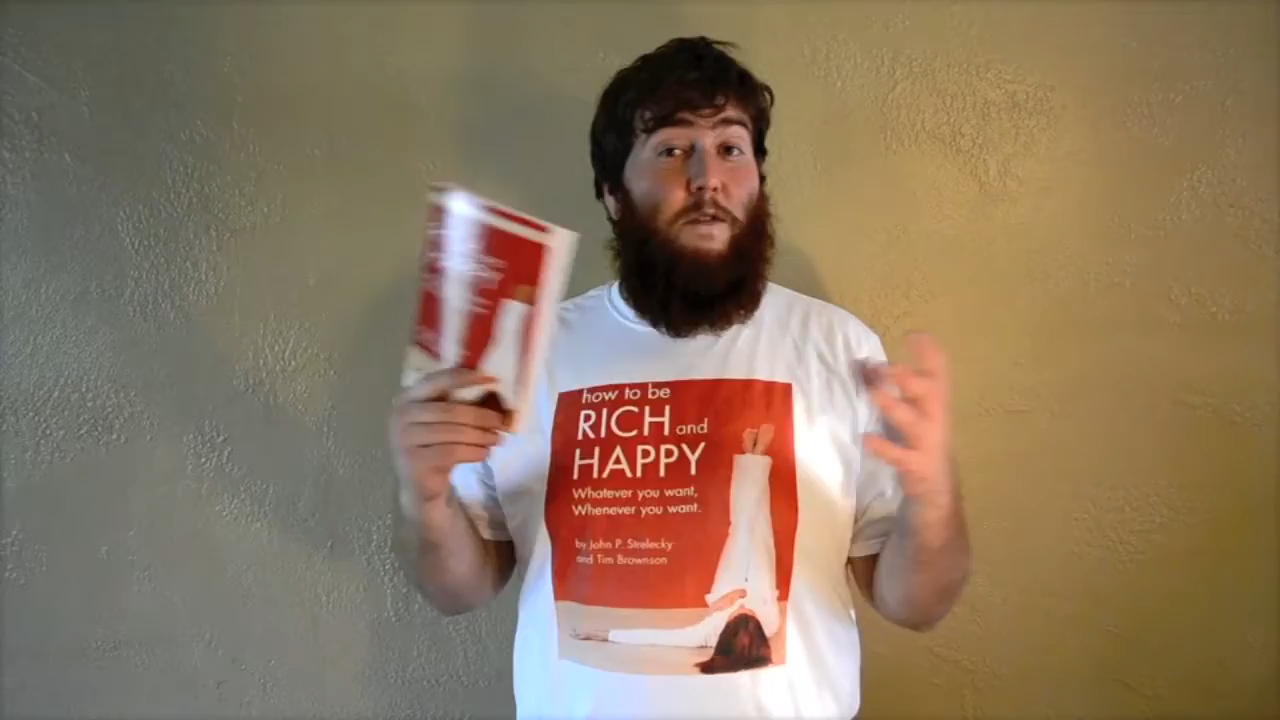 how to be
RICH and
HAPPY
Whatever you want,
Whenever you want.
by John P. Strelecky
and Tim Brownson